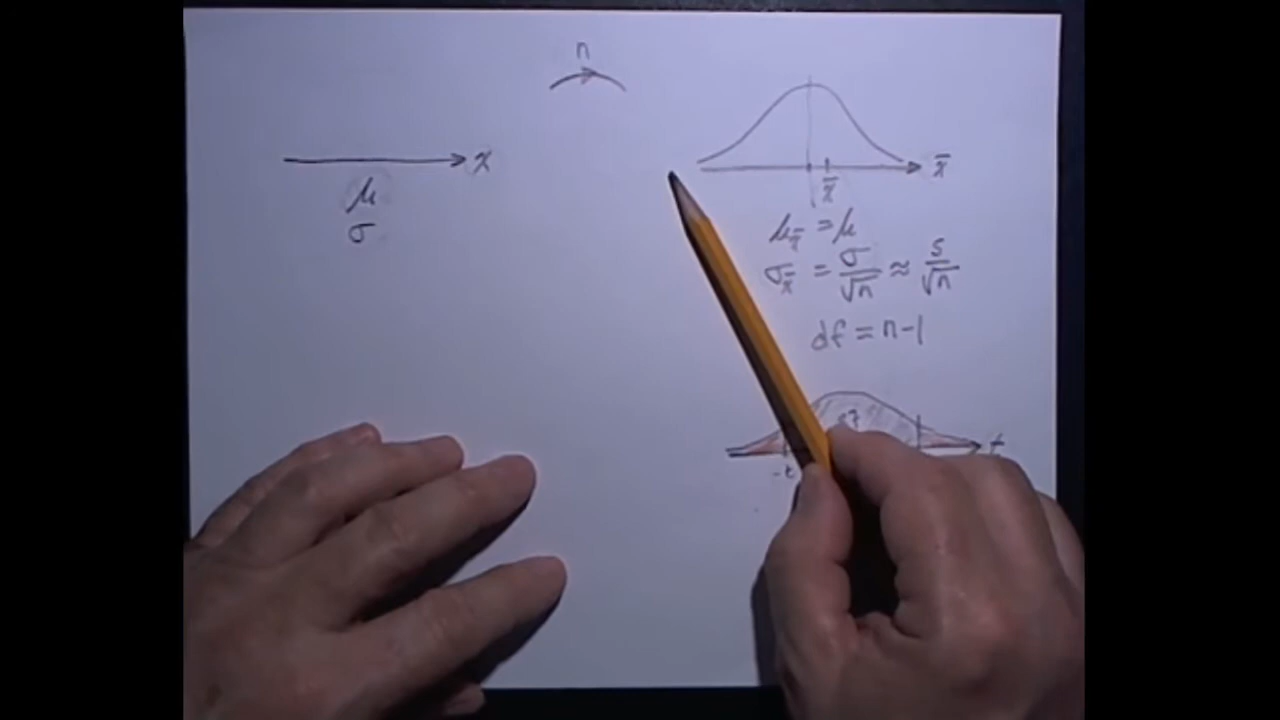 n
x
μ
σ
x̄
x̄
μx̄ = μ
σx̄ = σ/√n ≈ s/√n
df = n-1
t
-t